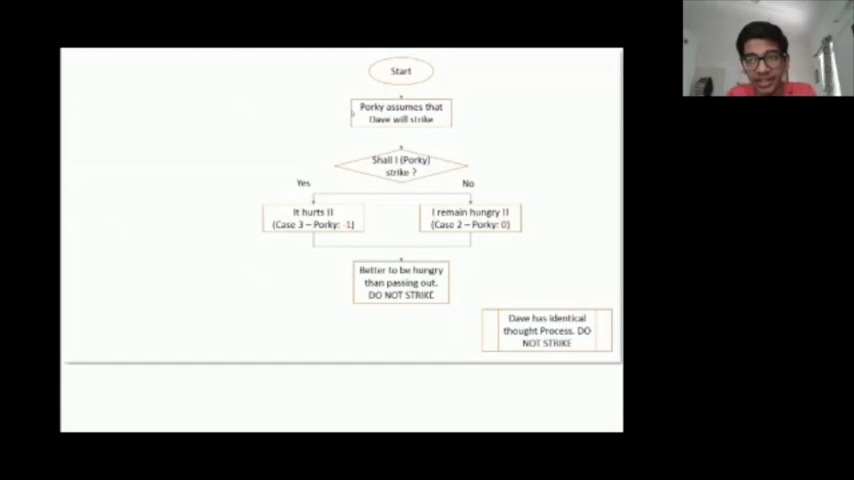 Start
Porky assumes that
Dave will strike
Shall I (Porky)
strike ?
Yes
No
It hurts !!
(Case 3 – Porky: -1)
I remain hungry !!
(Case 2 – Porky: 0)
Better to be hungry
than passing out.
DO NOT STRIKE
Dave has identical
thought Process. DO
NOT STRIKE